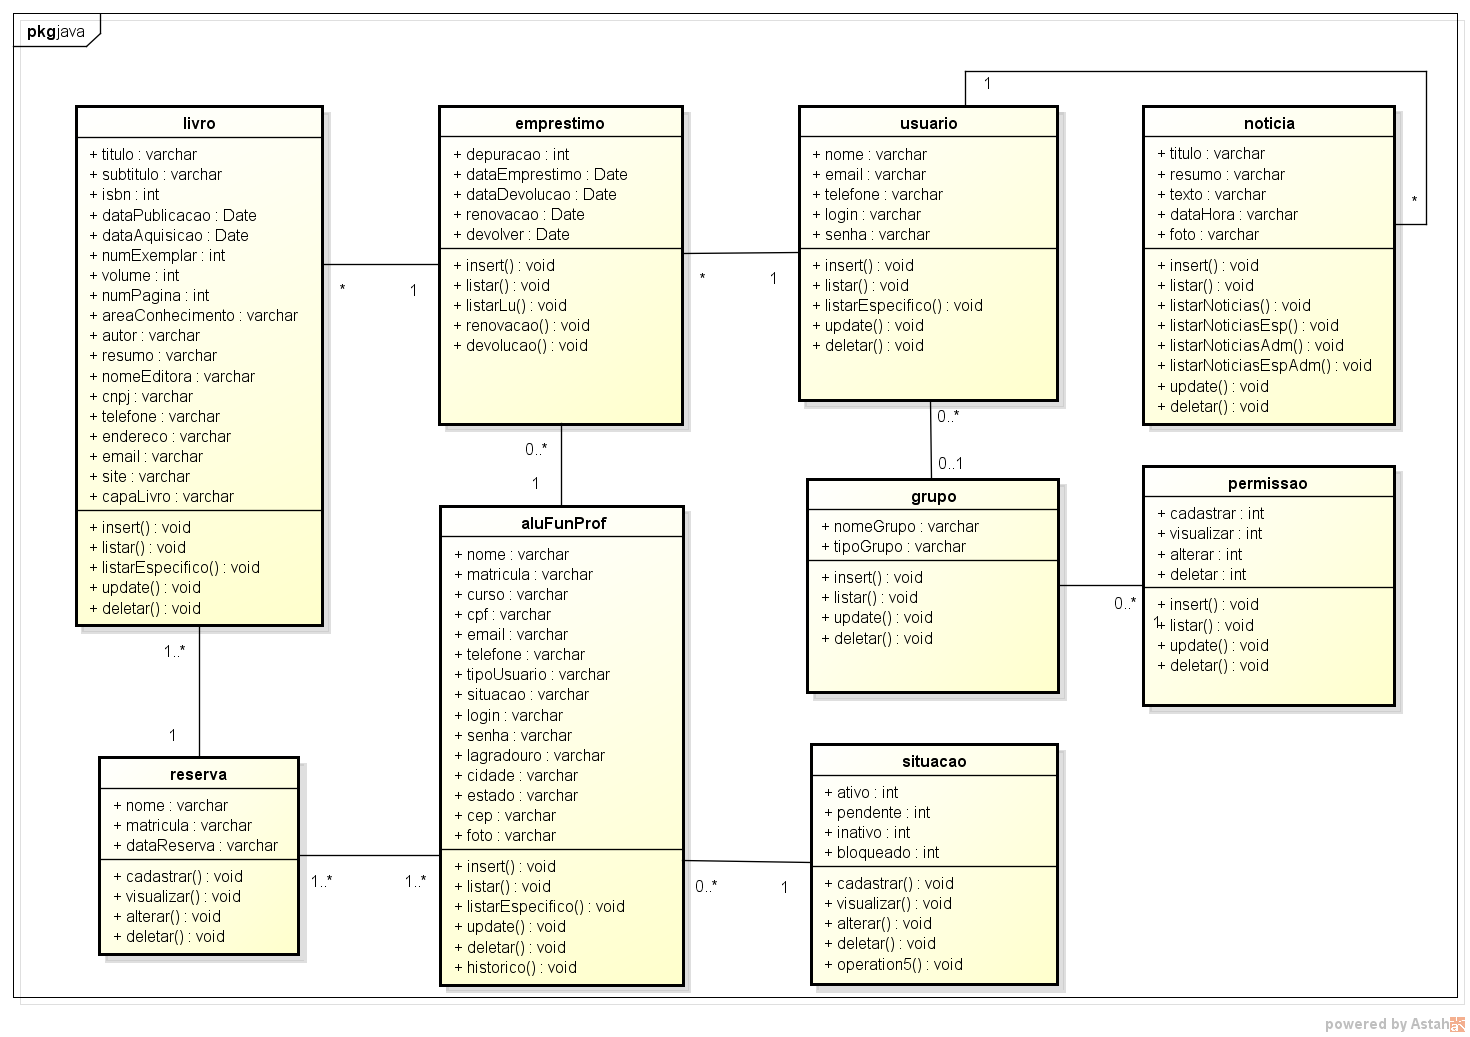 pkg java
livro
+ titulo : varchar
+ subtitulo : varchar
+ isbn : int
+ dataPublicacao : Date
+ dataAquisicao : Date
+ numExemplar : int
+ volume : int
+ numPagina : int
+ areaConhecimento : varchar
+ autor : varchar
+ resumo : varchar
+ nomeEditora : varchar
+ cnpj : varchar
+ telefone : varchar
+ endereco : varchar
+ email : varchar
+ site : varchar
+ capaLivro : varchar
+ insert() : void
+ listar() : void
+ listarEspecifico() : void
+ update() : void
+ deletar() : void
*
1
emprestimo
+ depuracao : int
+ dataEmprestimo : Date
+ dataDevolucao : Date
+ renovacao : Date
+ devolver : Date
+ insert() : void
+ listar() : void
+ listarLu() : void
+ renovacao() : void
+ devolucao() : void
*
1
usuario
+ nome : varchar
+ email : varchar
+ telefone : varchar
+ login : varchar
+ senha : varchar
+ insert() : void
+ listar() : void
+ listarEspecifico() : void
+ update() : void
+ deletar() : void
1
*
noticia
+ titulo : varchar
+ resumo : varchar
+ texto : varchar
+ dataHora : varchar
+ foto : varchar
+ insert() : void
+ listar() : void
+ listarNoticias() : void
+ listarNoticiasEsp() : void
+ listarNoticiasAdm() : void
+ listarNoticiasEspAdm() : void
+ update() : void
+ deletar() : void
0..*
1
0..*
0..1
aluFunProf
+ nome : varchar
+ matricula : varchar
+ curso : varchar
+ cpf : varchar
+ email : varchar
+ telefone : varchar
+ tipoUsuario : varchar
+ situacao : varchar
+ login : varchar
+ senha : varchar
+ lagradouro : varchar
+ cidade : varchar
+ estado : varchar
+ cep : varchar
+ foto : varchar
+ insert() : void
+ listar() : void
+ listarEspecifico() : void
+ update() : void
+ deletar() : void
+ historico() : void
grupo
+ nomeGrupo : varchar
+ tipoGrupo : varchar
+ insert() : void
+ listar() : void
+ update() : void
+ deletar() : void
0..*
1
permissao
+ cadastrar : int
+ visualizar : int
+ alterar : int
+ deletar : int
+ insert() : void
+ listar() : void
+ update() : void
+ deletar() : void
1..*
1
reserva
+ nome : varchar
+ matricula : varchar
+ dataReserva : varchar
+ cadastrar() : void
+ visualizar() : void
+ alterar() : void
+ deletar() : void
1..*
1..*
0..*
1
situacao
+ ativo : int
+ pendente : int
+ inativo : int
+ bloqueado : int
+ cadastrar() : void
+ visualizar() : void
+ alterar() : void
+ deletar() : void
+ operation5() : void
powered by Astah